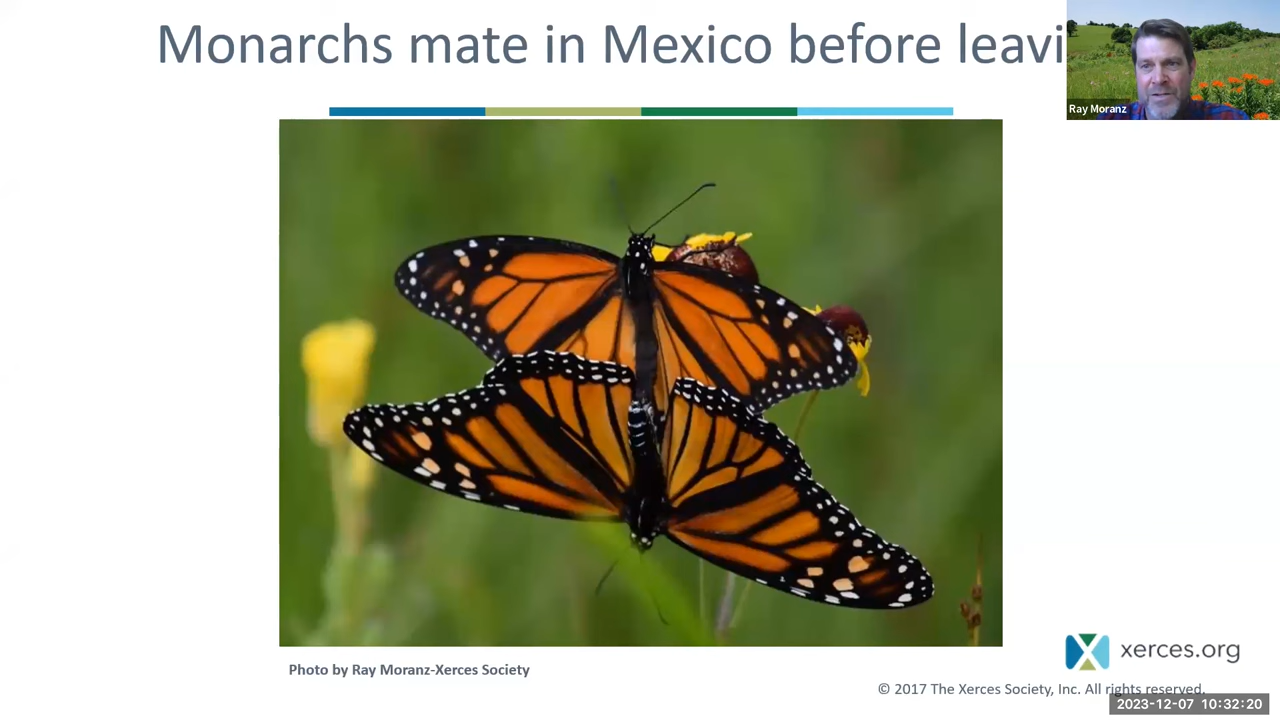 Monarchs mate in Mexico before leavi
Ray Moranz
Photo by Ray Moranz-Xerces Society
xerces.org
© 2017 The Xerces Society, Inc. All rights reserved.
2023-12-07 10:32:20